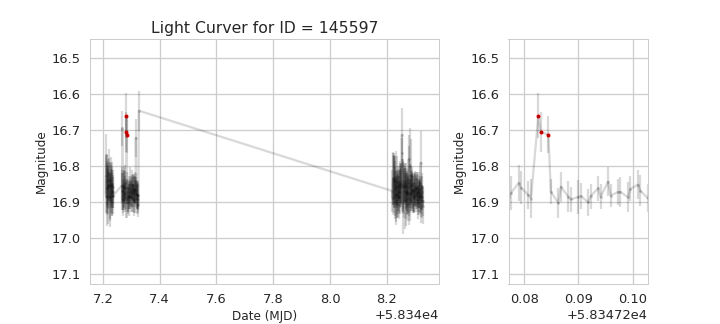 Light Curver for ID = 145597
Magnitude
16.5
16.6
16.7
16.8
16.9
17.0
17.1
7.2 7.4 7.6 7.8 8.0 8.2
Date (MJD)
+5.834e4
Magnitude
16.5
16.6
16.7
16.8
16.9
17.0
17.1
0.08 0.09 0.10
+5.83472e4